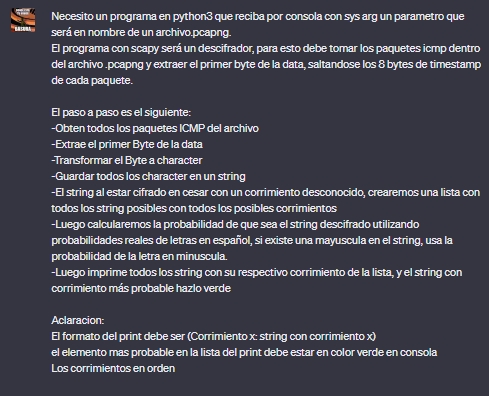 Necesito un programa en python3 que reciba por consola con sys arg un parametro que
será en nombre de un archivo.pcapng.
El programa con scapy será un descifrador, para esto debe tomar los paquetes icmp dentro
del archivo .pcapng y extraer el primer byte de la data, saltandose los 8 bytes de timestamp
de cada paquete.

El paso a paso es el siguiente:
-Obten todos los paquetes ICMP del archivo
-Extrae el primer Byte de la data
-Transformar el Byte a character
-Guardar todos los character en un string
-El string al estar cifrado en cesar con un corrimiento desconocido, crearemos una lista con
todos los string posibles con todos los posibles corrimientos
-Luego calcularemos la probabilidad de que sea el string descifrado utilizando
probabilidades reales de letras en español, si existe una mayuscula en el string, usa la
probabilidad de la letra en minuscula.
-Luego imprime todos los string con su respectivo corrimiento de la lista, y el string con
corrimiento más probable hazlo verde

Aclaracion:
El formato del print debe ser (Corrimiento x: string con corrimiento x)
el elemento mas probable en la lista del print debe estar en color verde en consola
Los corrimientos en orden